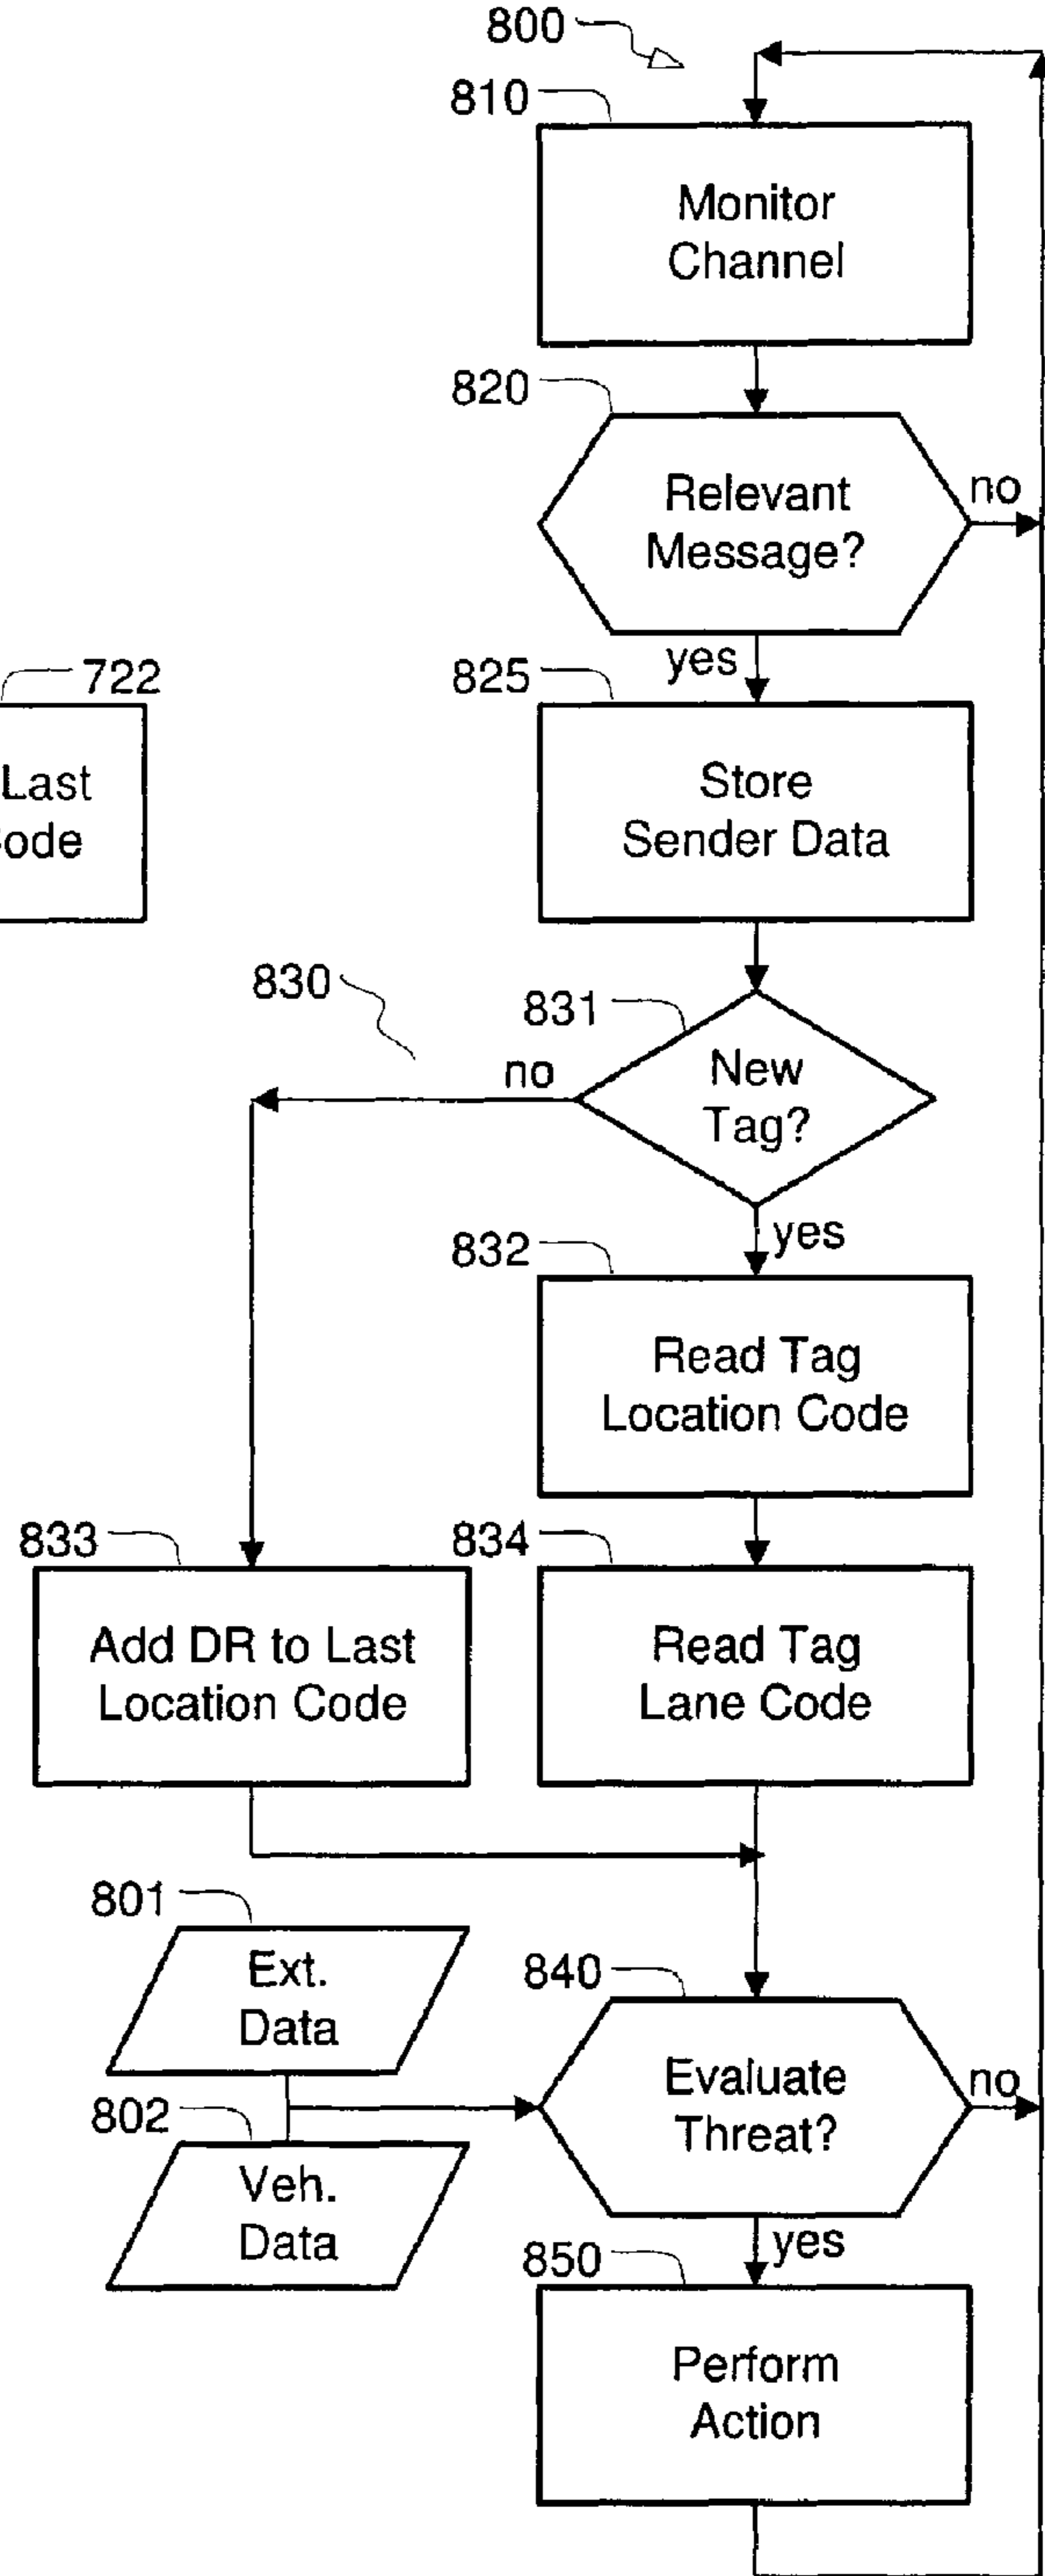 800
810
Monitor
Channel
820
Relevant
Message?
no
yes
722
Last
825
Store
Sender Data
830
831
New
Tag?
no
yes
832
Read Tag
Location Code
833
Add DR to Last
Location Code
834
Read Tag
Lane Code
801
Ext.
Data
802
Veh.
Data
840
Evaluate
Threat?
no
yes
850
Perform
Action